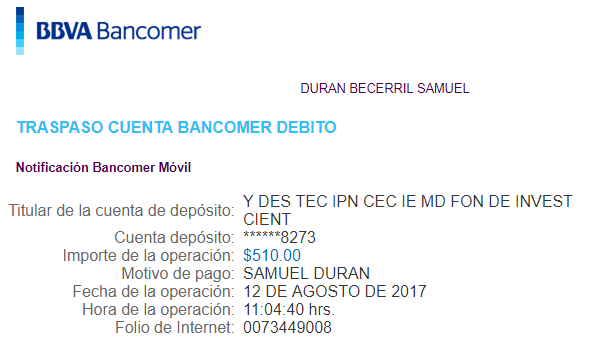 BBVA Bancomer
DURAN BECERRIL SAMUEL
TRASPASO CUENTA BANCOMER DEBITO
Notificación Bancomer Móvil
Titular de la cuenta de depósito: Y DES TEC IPN CEC IE MD FON DE INVEST
CIENT
Cuenta depósito: ******8273
Importe de la operación: $510.00
Motivo de pago: SAMUEL DURAN
Fecha de la operación: 12 DE AGOSTO DE 2017
Hora de la operación: 11:04:40 hrs.
Folio de Internet: 0073449008